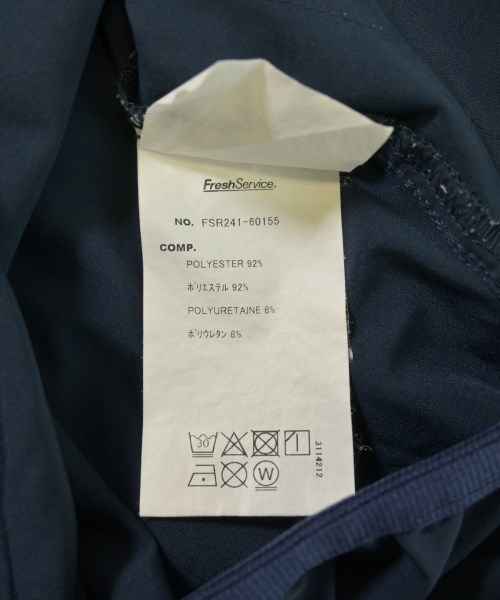 FreshService®
NO. FSR241-60155
COMP.
POLYESTER 92%
ポリエステル 92%
POLYURETAINE 8%
ポリウレタン 8%
30
W
3114212